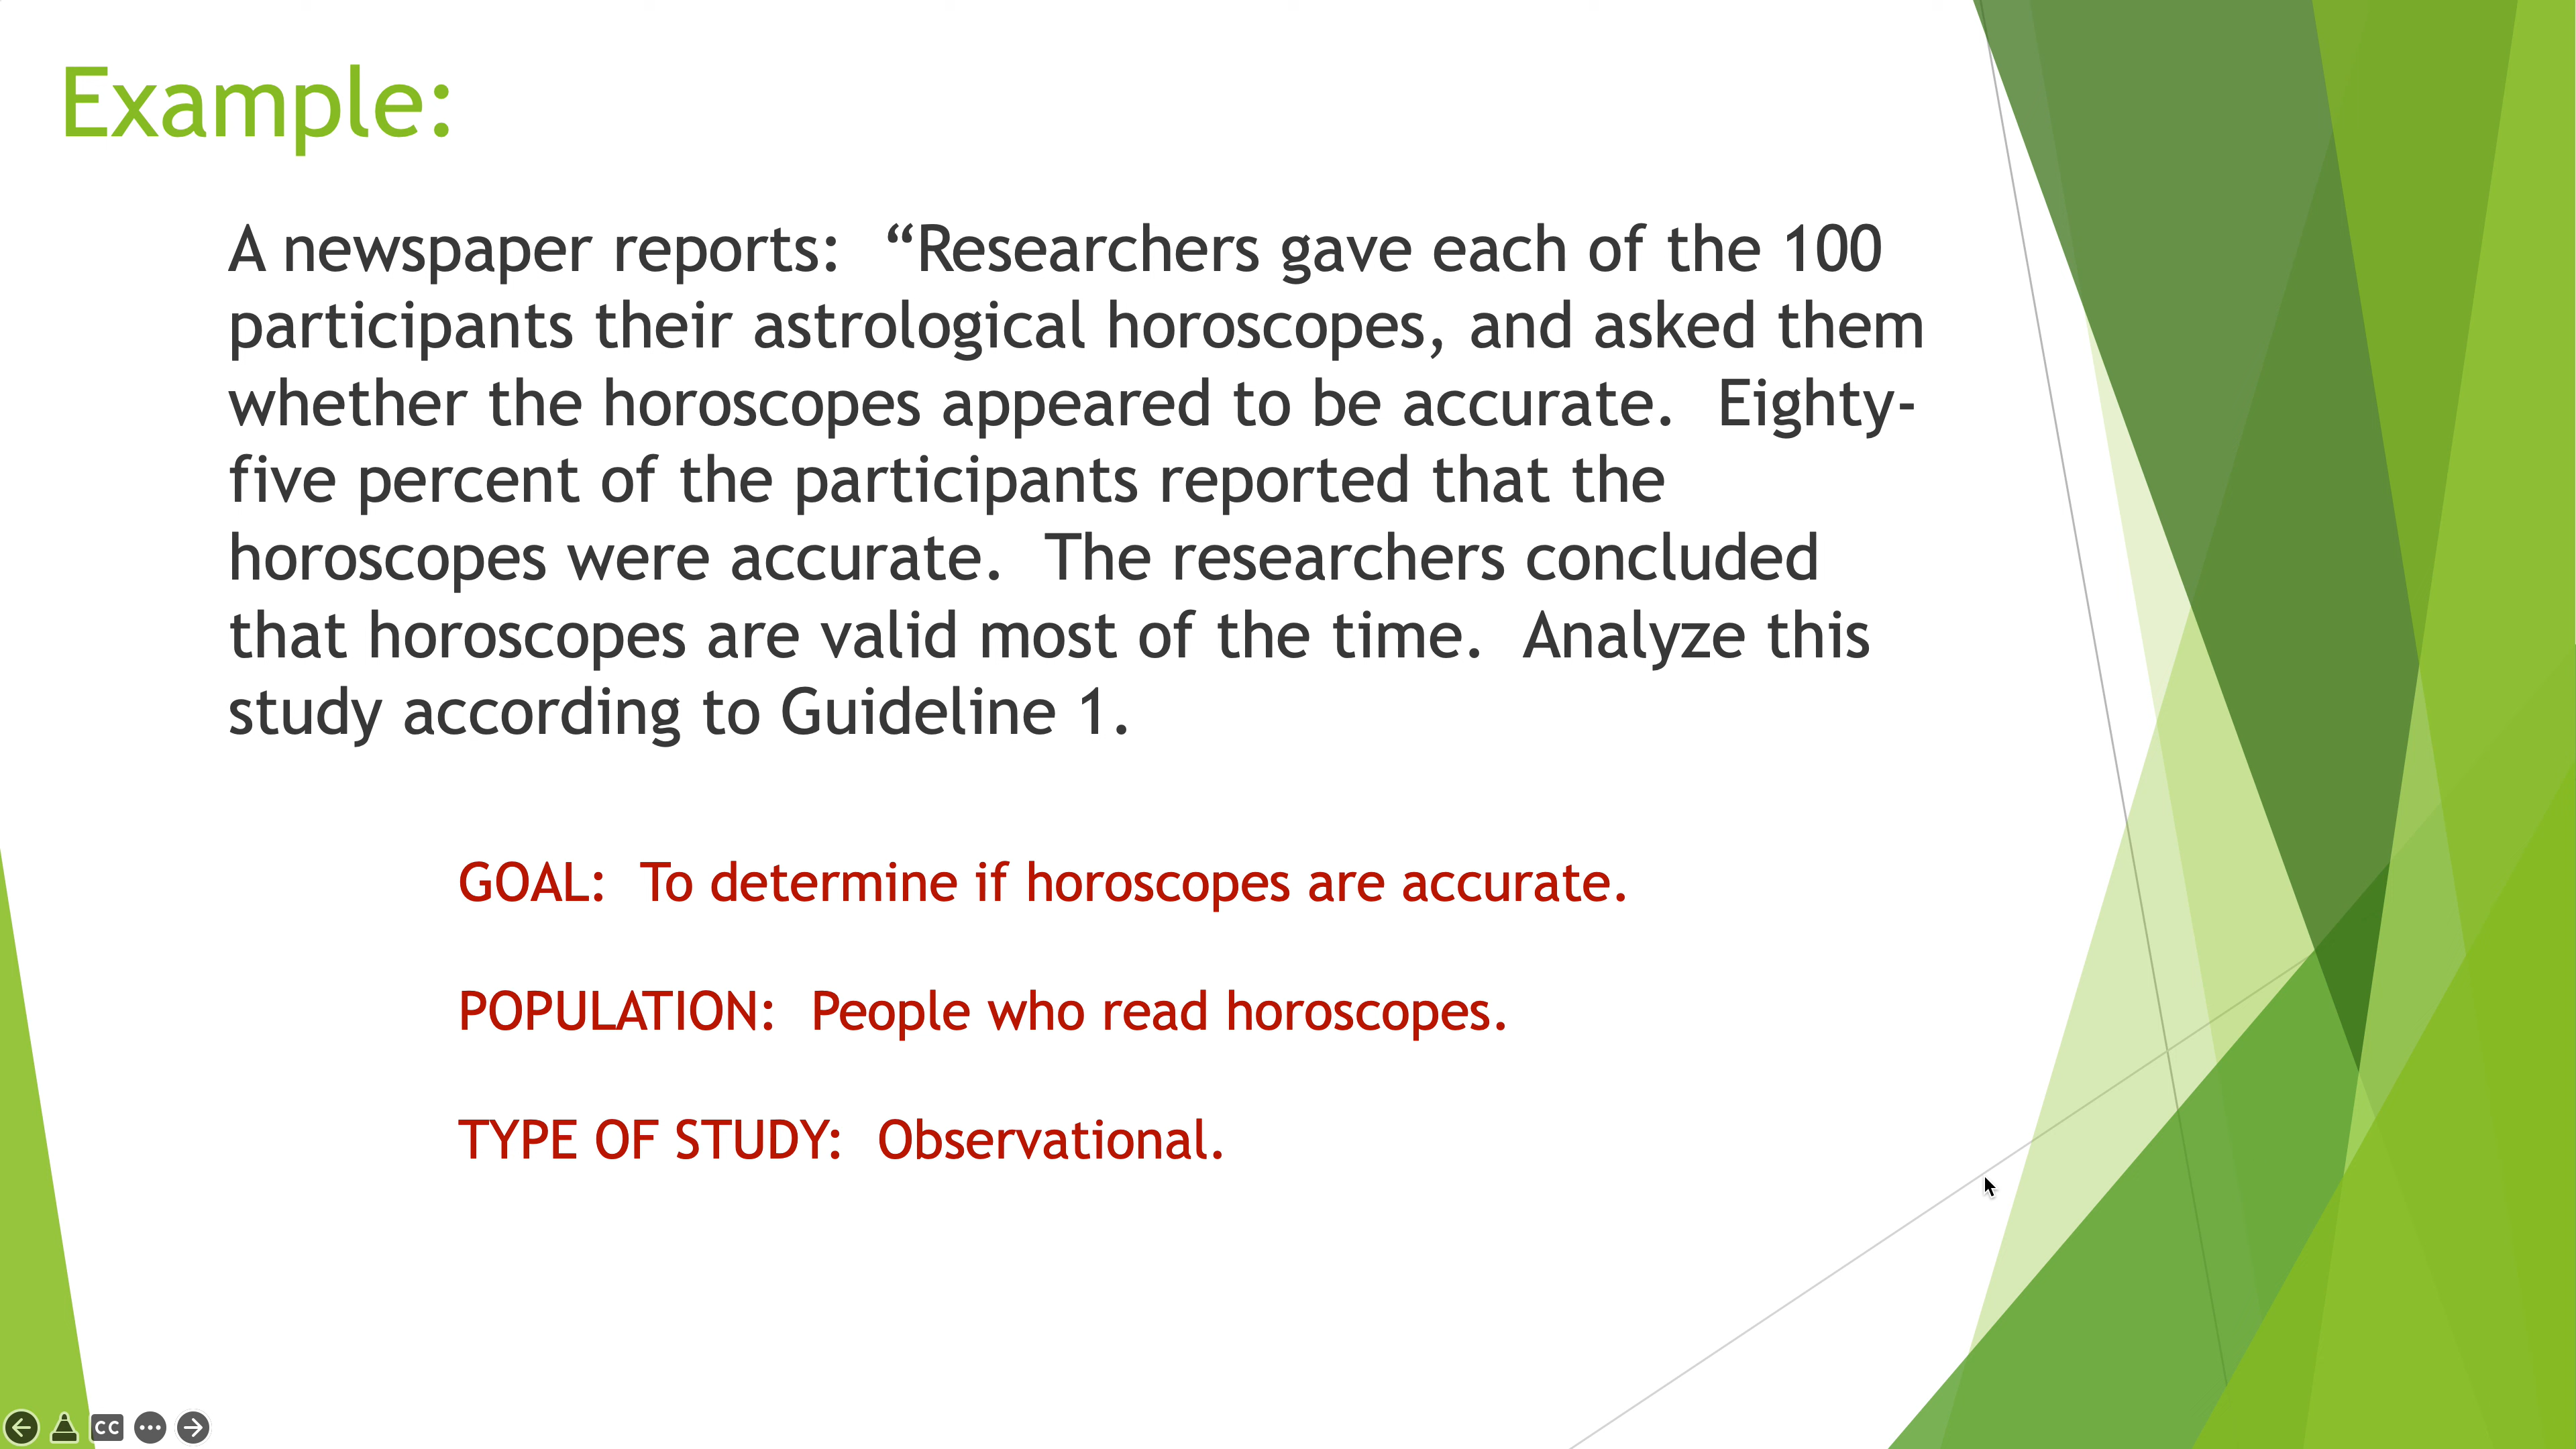 Example:
A newspaper reports:  “Researchers gave each of the 100
participants their astrological horoscopes, and asked them
whether the horoscopes appeared to be accurate.  Eighty-
five percent of the participants reported that the
horoscopes were accurate.  The researchers concluded
that horoscopes are valid most of the time.  Analyze this
study according to Guideline 1.
GOAL:  To determine if horoscopes are accurate.
POPULATION:  People who read horoscopes.
TYPE OF STUDY:  Observational.
CC